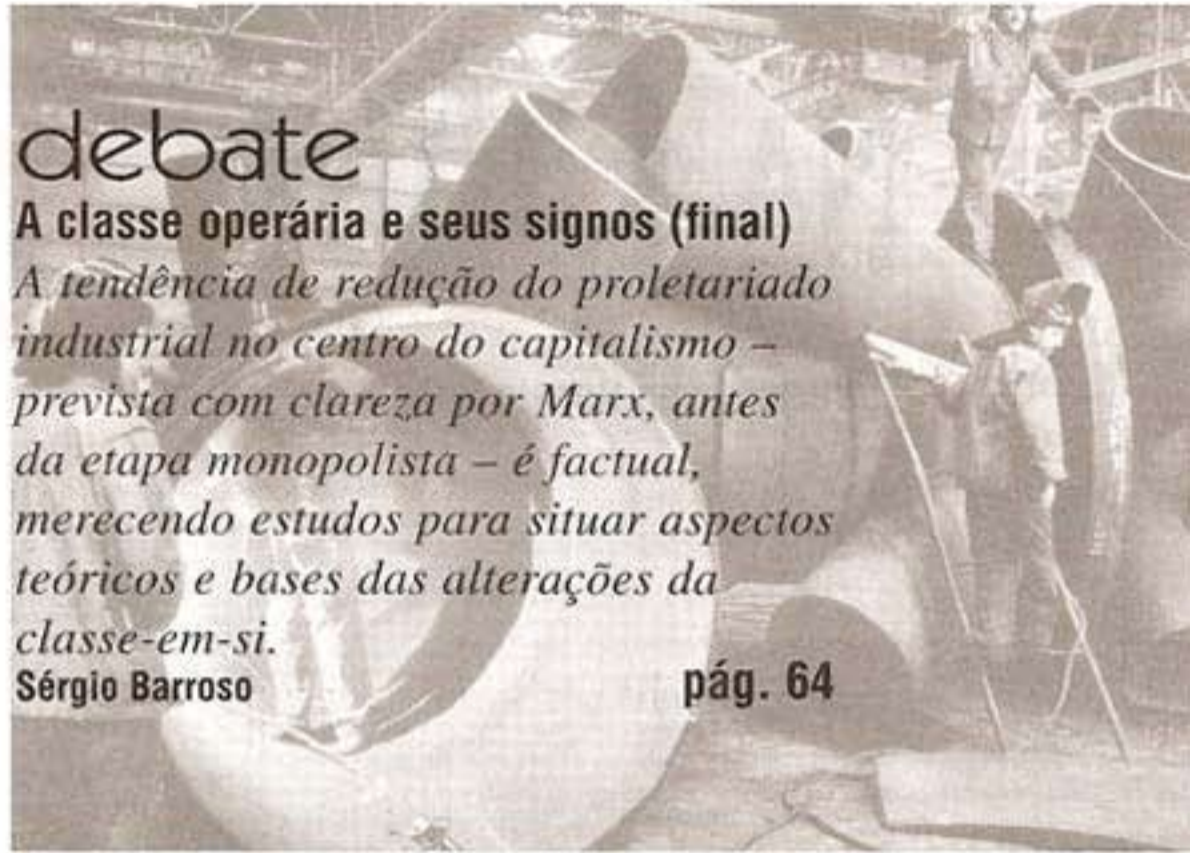 debate
A classe operária e seus signos (final)
A tendência de redução do proletariado
industrial no centro do capitalismo –
prevista com clareza por Marx, antes
da etapa monopolista – é factual,
merecendo estudos para situar aspectos
teóricos e bases das alterações da
classe-em-si.
Sérgio Barroso pág. 64